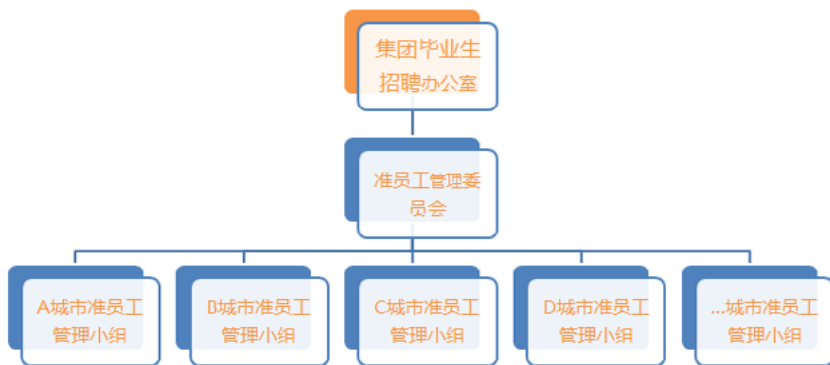 集团毕业生
招聘办公室
准员工管理委
员会
A城市准员工
管理小组
B城市准员工
管理小组
C城市准员工
管理小组
D城市准员工
管理小组
...城市准员工
管理小组